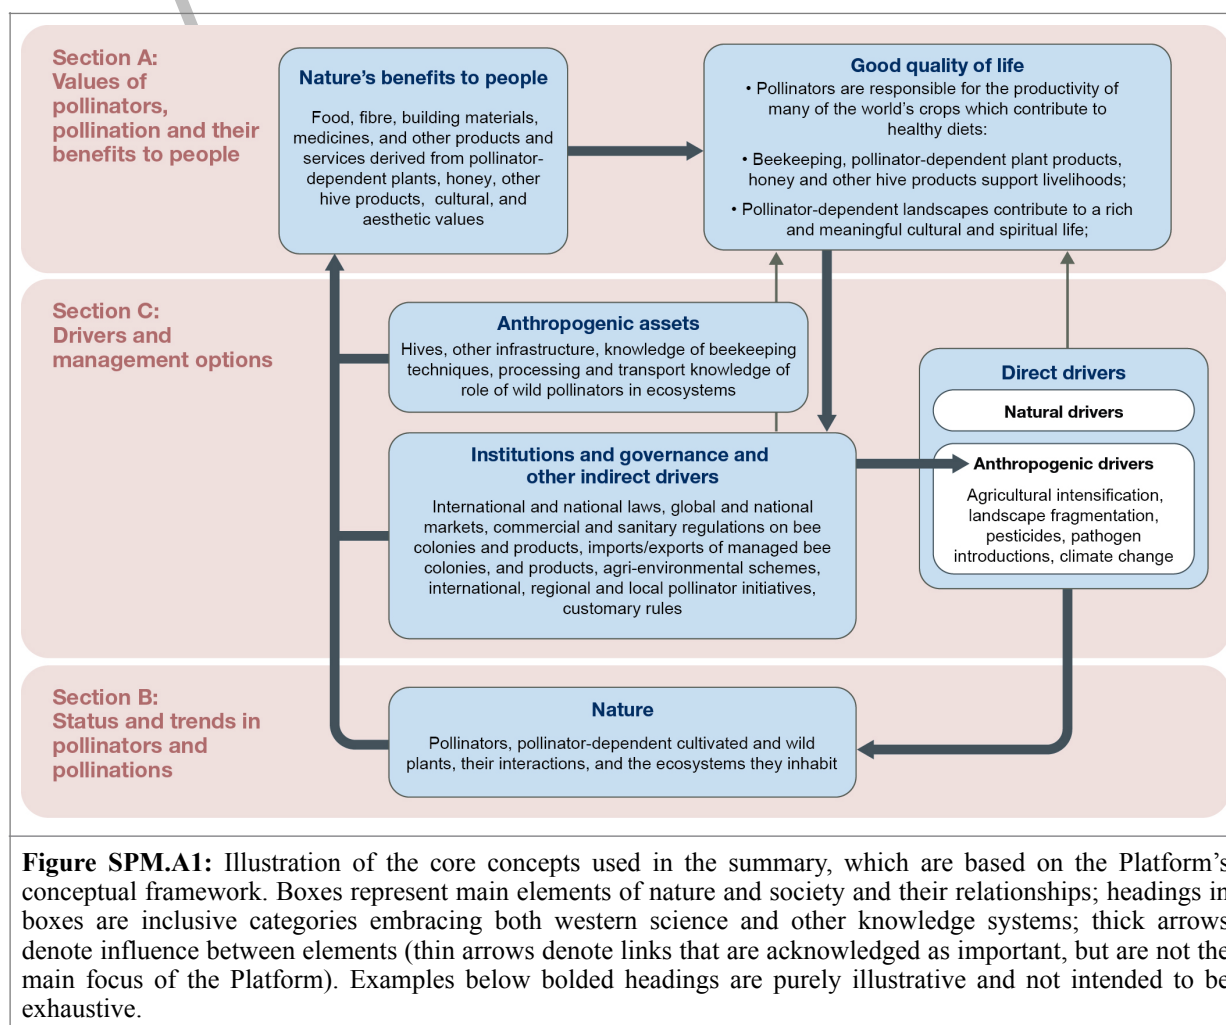 Section A:
Values of
pollinators,
pollination and their
benefits to people
Nature's benefits to people
Food, fibre, building materials,
medicines, and other products and
services derived from pollinator-
dependent plants, honey, other
hive products, cultural, and
aesthetic values
Good quality of life
• Pollinators are responsible for the productivity of
many of the world's crops which contribute to
healthy diets:
• Beekeeping, pollinator-dependent plant products,
honey and other hive products support livelihoods;
• Pollinator-dependent landscapes contribute to a rich
and meaningful cultural and spiritual life;
Section C:
Drivers and
management options
Anthropogenic assets
Hives, other infrastructure, knowledge of beekeeping
techniques, processing and transport knowledge of
role of wild pollinators in ecosystems
Institutions and governance and
other indirect drivers
International and national laws, global and national
markets, commercial and sanitary regulations on bee
colonies and products, imports/exports of managed bee
colonies, and products, agri-environmental schemes,
international, regional and local pollinator initiatives,
customary rules
Direct drivers
Natural drivers
Anthropogenic drivers
Agricultural intensification,
landscape fragmentation,
pesticides, pathogen
introductions, climate change
Section B:
Status and trends in
pollinators and
pollinations
Nature
Pollinators, pollinator-dependent cultivated and wild
plants, their interactions, and the ecosystems they inhabit
Figure SPM.A1: Illustration of the core concepts used in the summary, which are based on the Platform's
conceptual framework. Boxes represent main elements of nature and society and their relationships; headings in
boxes are inclusive categories embracing both western science and other knowledge systems; thick arrows
denote influence between elements (thin arrows denote links that are acknowledged as important, but are not the
main focus of the Platform). Examples below bolded headings are purely illustrative and not intended to be
exhaustive.